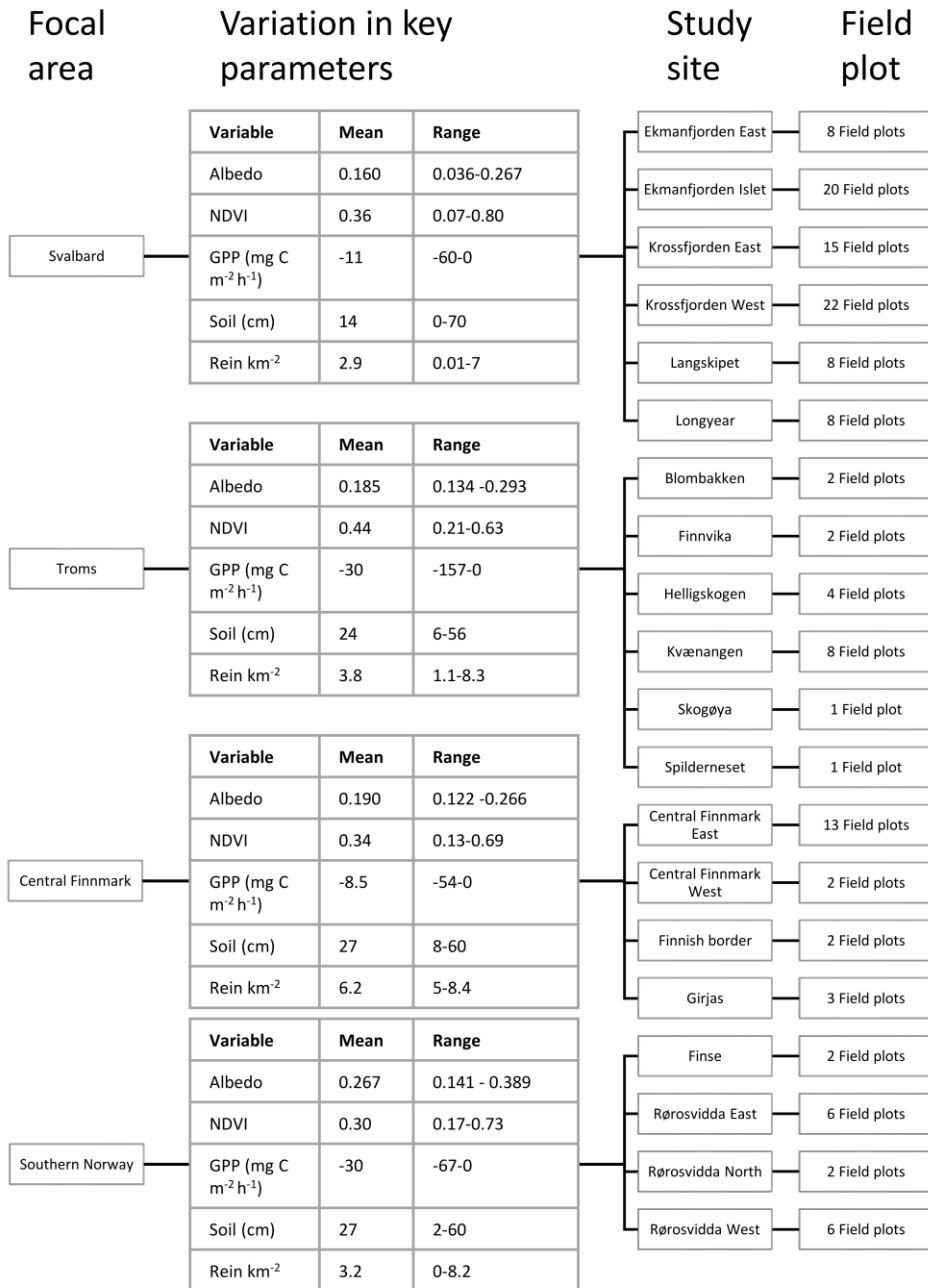 Focal
area
Variation in key
parameters
Study
site
Field
plot
Svalbard
Variable Mean Range
Albedo 0.160 0.036-0.267
NDVI 0.36 0.07-0.80
GPP (mg C
m⁻² h⁻¹) -11 -60-0
Soil (cm) 14 0-70
Rein km⁻² 2.9 0.01-7
Ekmanfjorden East 8 Field plots
Ekmanfjorden Islet 20 Field plots
Krossfjorden East 15 Field plots
Krossfjorden West 22 Field plots
Langskipet 8 Field plots
Longyear 8 Field plots
Troms
Variable Mean Range
Albedo 0.185 0.134 -0.293
NDVI 0.44 0.21-0.63
GPP (mg C
m⁻² h⁻¹) -30 -157-0
Soil (cm) 24 6-56
Rein km⁻² 3.8 1.1-8.3
Blombakken 2 Field plots
Finnvika 2 Field plots
Helligskogen 4 Field plots
Kvænangen 8 Field plots
Skogøya 1 Field plot
Spilderneset 1 Field plot
Central Finnmark
Variable Mean Range
Albedo 0.190 0.122 -0.266
NDVI 0.34 0.13-0.69
GPP (mg C
m⁻² h⁻¹) -8.5 -54-0
Soil (cm) 27 8-60
Rein km⁻² 6.2 5-8.4
Central Finnmark
East 13 Field plots
Central Finnmark
West 2 Field plots
Finnish border 2 Field plots
Girjas 3 Field plots
Southern Norway
Variable Mean Range
Albedo 0.267 0.141 - 0.389
NDVI 0.30 0.17-0.73
GPP (mg C
m⁻² h⁻¹) -30 -67-0
Soil (cm) 27 2-60
Rein km⁻² 3.2 0-8.2
Finse 2 Field plots
Rørosvidda East 6 Field plots
Rørosvidda North 2 Field plots
Rørosvidda West 6 Field plots